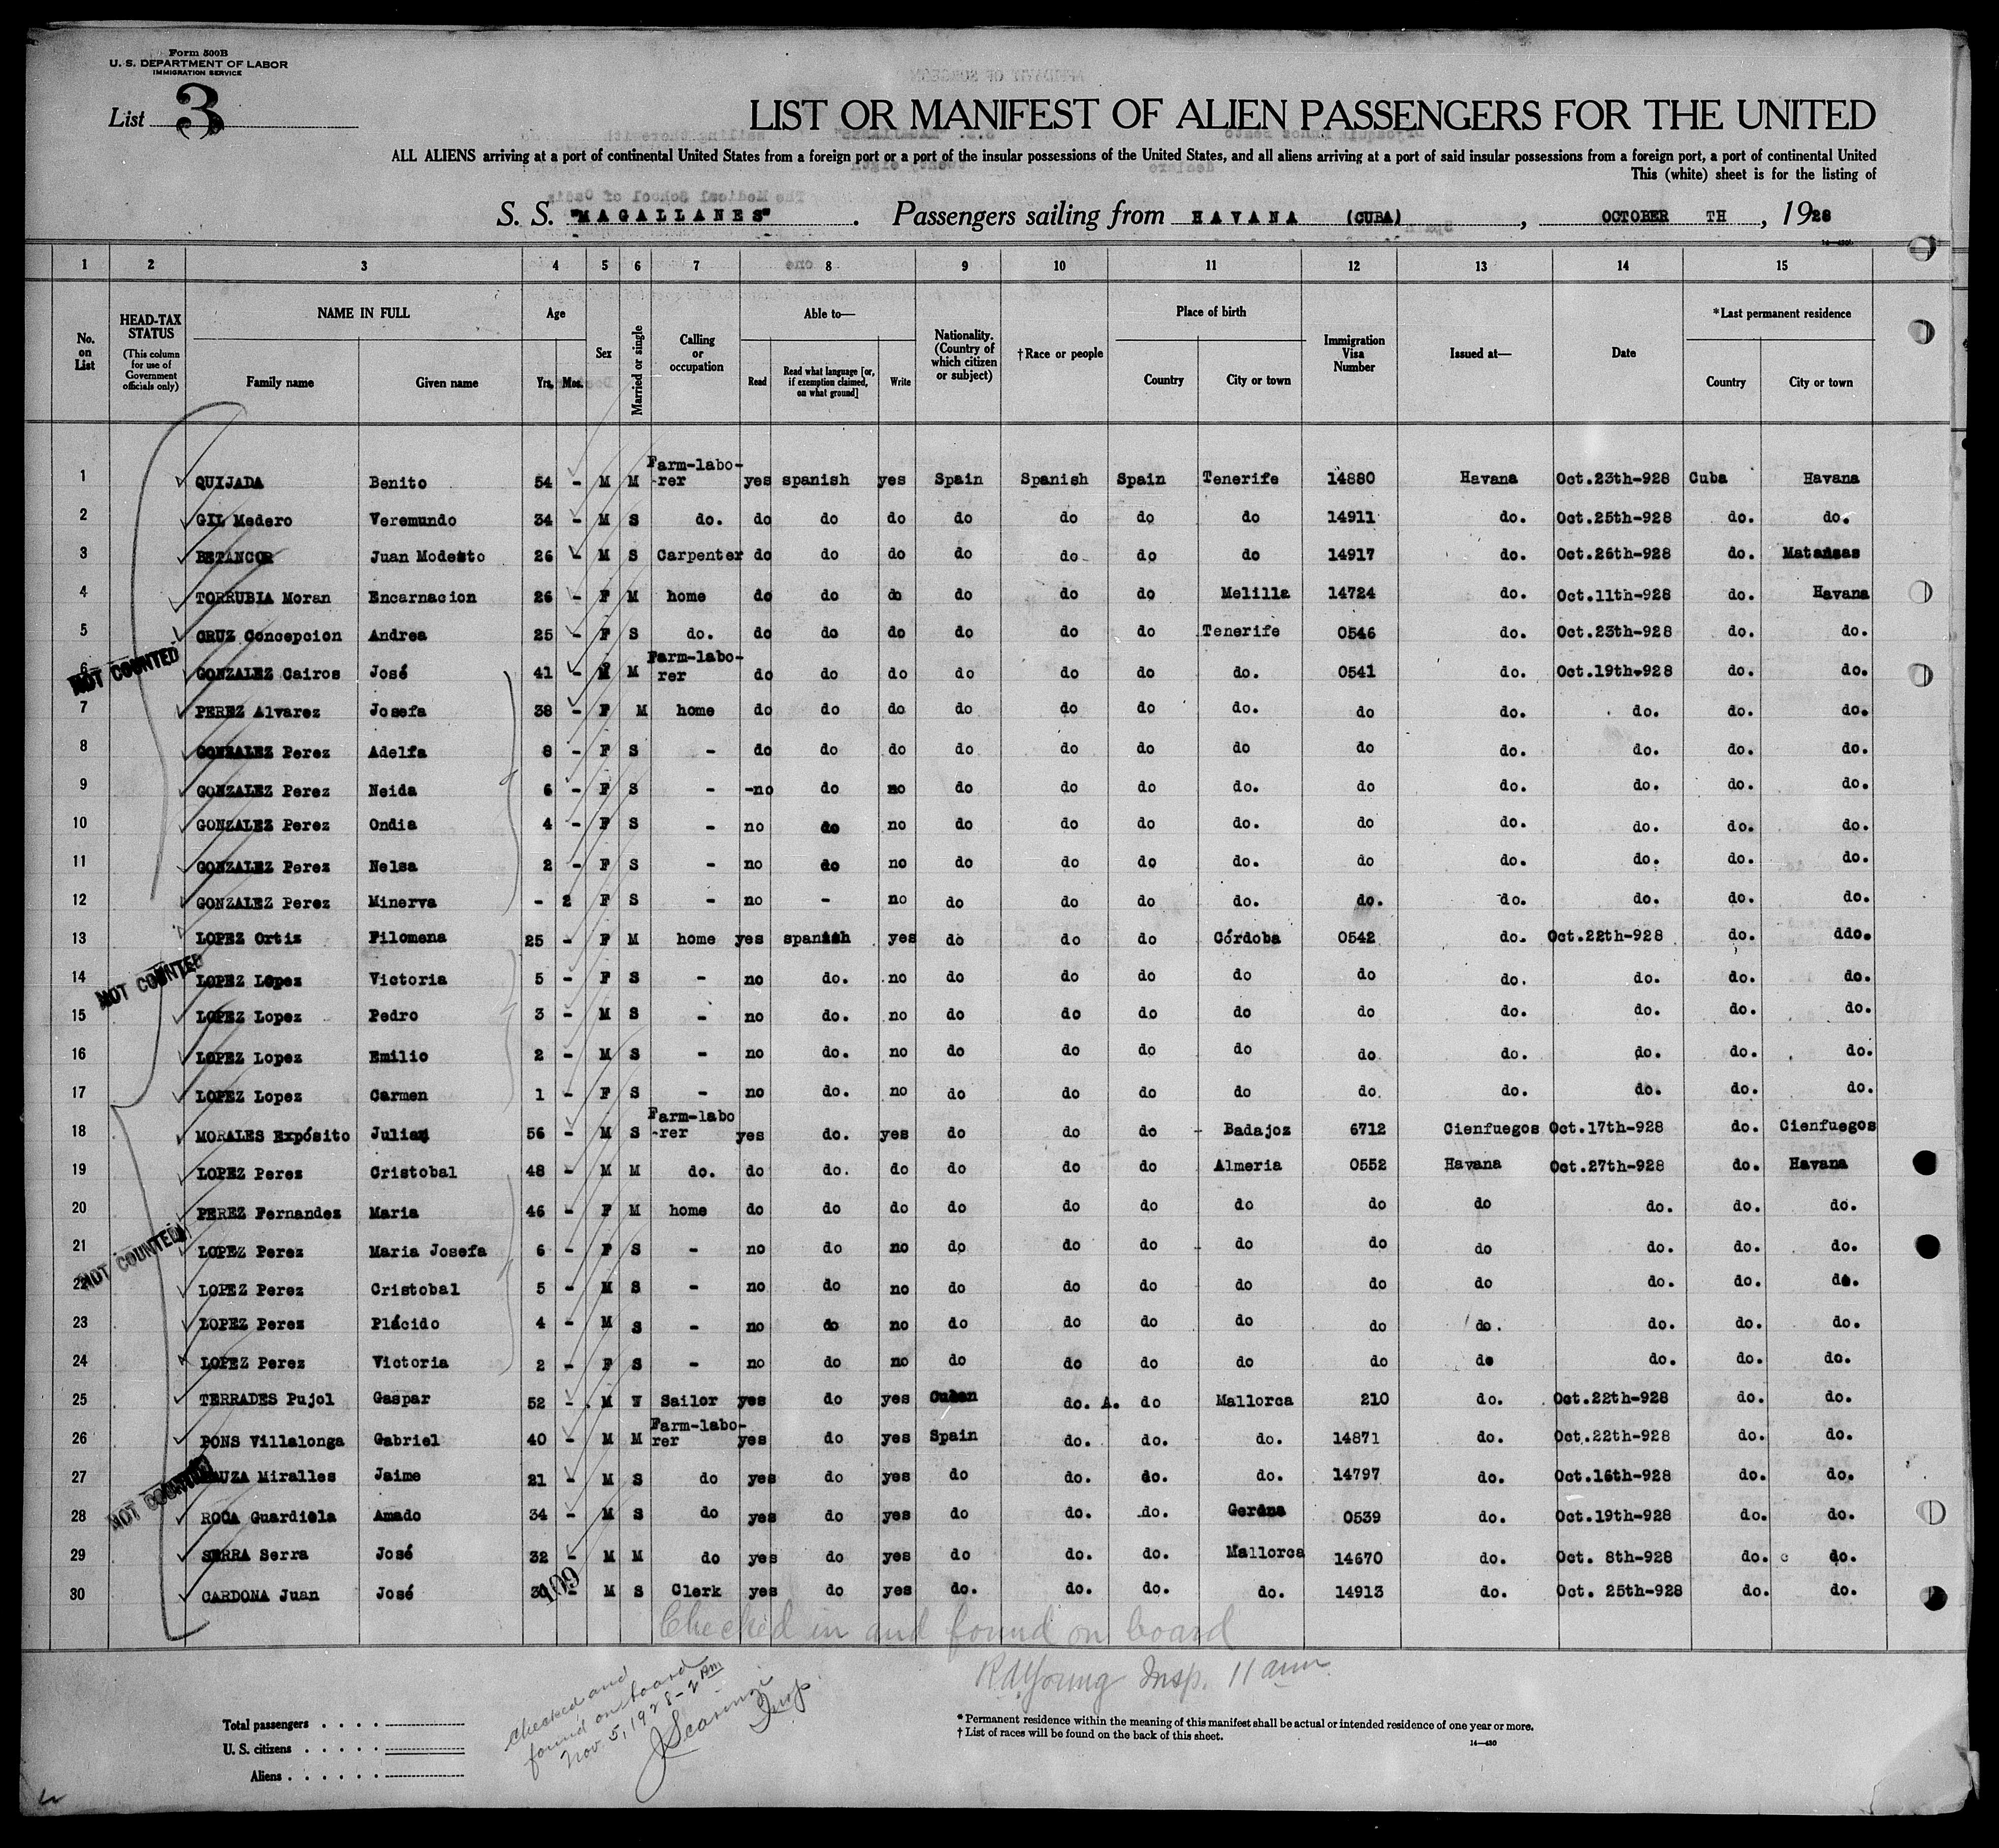 Form 500B
U. S. DEPARTMENT OF LABOR
IMMIGRATION SERVICE
List 3
LIST OR MANIFEST OF ALIEN PASSENGERS FOR THE UNITED
ALL ALIENS arriving at a port of continental United States from a foreign port or a port of the insular possessions of the United States, and all aliens arriving at a port of said insular possessions from a foreign port, a port of continental United
This (white) sheet is for the listing of
S. S. "MAGALLANES". Passengers sailing from HAVANA (CUBA), OCTOBER TH, 1928
1 2 3 4 5 6 7 8 9 10 11 12 13 14 15
No. on List HEAD-TAX STATUS (This column for use of Government officials only) NAME IN FULL Family name Given name Age Yrs. Mos. Sex Married or single Calling or occupation Able to— Read Read what language [or, if exemption claimed, on what ground] Write Nationality. (Country of which citizen or subject) †Race or people Place of birth Country City or town Immigration Visa Number Issued at— Date *Last permanent residence Country City or town
1 QUIJADA Benito 54 - M M Farm-labo-rer yes spanish yes Spain Spanish Spain Tenerife 14880 Havana Oct.23th-928 Cuba Havana
2 GIL Medero Veremundo 34 - M S do. do do do do do do do 14911 do. Oct.25th-928 do. do.
3 BETANCOR Juan Modesto 26 - M S Carpenter do do do do do do do 14917 do. Oct.26th-928 do. Matansas
4 TORRUBIA Moran Encarnacion 26 - F M home do do do do do do Melilla 14724 do. Oct.11th-928 do. Havana
5 CRUZ Concepcion Andrea 25 - F S do. do do do do do do Tenerife 0546 do. Oct.23th-928 do. do.
NOT COUNTED
6 GONZALEZ Cairos José 41 - M M Farm-labo-rer do do do do do do do. 0541 do. Oct.19th-928 do. do.
7 PEREZ Alvarez Josefa 38 - F M home do do do do do do do. do do. do. do. do.
8 GONZALEZ Perez Adelfa 8 - F S - do do do do do do do do do. do. do. do.
9 GONZALEZ Perez Neida 6 - F S - -no do no do do do do. do do. do. do. do.
10 GONZALEZ Perez Ondia 4 - F S - no do no do do do do. do do. do. do. do.
11 GONZALEZ Perez Nelsa 2 - F S - no do no do do do do. do do. do. do. do.
12 GONZALEZ Perez Minerva - 2 F S - no - no do do do do. do. do. do. do. do.
13 LOPEZ Ortiz Filomena 25 - F M home yes spanish yes do do do Córdoba 0542 do. Oct.22th-928 do. ddo.
NOT COUNTED
14 LOPEZ Lopez Victoria 5 - F S - no do. no do do do do do do. do. do. do.
15 LOPEZ Lopez Pedro 3 - M S - no do. no do do do do do do. do. do. do.
16 LOPEZ Lopez Emilio 2 - M S - no do. no do do do do do do. do. do. do.
17 LOPEZ Lopez Carmen 1 - F S - no do. no do do do do do. do. do. do. do.
18 MORALES Expósito Julian 56 - M S Farm-labo-rer yes do. yes do do do Badajoz 6712 Cienfuegos Oct.17th-928 do. Cienfuegos
19 LOPEZ Perez Cristobal 48 - M M do. do do. do do do do Almeria 0552 Havana Oct.27th-928 do. Havana
20 PEREZ Fernandez Maria 46 - F M home do do do do do do do do do do. do. do.
NOT COUNTED
21 LOPEZ Perez Maria Josefa 6 - F S - no do no do do do do do do do. do. do.
22 LOPEZ Perez Cristobal 5 - M S - no do no do do do do do do do. do. do.
23 LOPEZ Perez Plácido 4 - M S - no do no do do do do do do. do. do. do.
24 LOPEZ Perez Victoria 2 - F S - no do no do do do do do do do. do. do.
25 TERRADES Pujol Gaspar 52 - M W Sailor yes do yes Cuban do. A. do Mallorca 210 do. Oct.22th-928 do. do.
26 PONS Villalonga Gabriel 40 - M M Farm-labo-rer yes do yes Spain do. do. do. 14871 do. Oct.22th-928 do. do.
NOT COUNTED
27 Miralles Jaime 21 - M S do yes do yes do do. do. do. 14797 do. Oct.16th-928 do. do.
28 ROCA Guardiela Amado 34 - M S do yes do yes do do. do. Gerona 0539 do. Oct.19th-928 do. do.
29 SERRA Serra José 32 - M M do yes do yes do do. do. Mallorca 14670 do. Oct. 8th-928 do. do.
30 CARDONA Juan José 30 - M S Clerk yes do yes do. do. do. do. 14913 do. Oct. 25th-928 do. do.
109
Checked in and found on board
R.W.Young Insp. 11 am
Checked and
found on board
Nov 5, 1928-2 AM
J Scaringi
Insp.
Total passengers
U. S. citizens
Aliens
* Permanent residence within the meaning of this manifest shall be actual or intended residence of one year or more.
† List of races will be found on the back of this sheet.
14—430